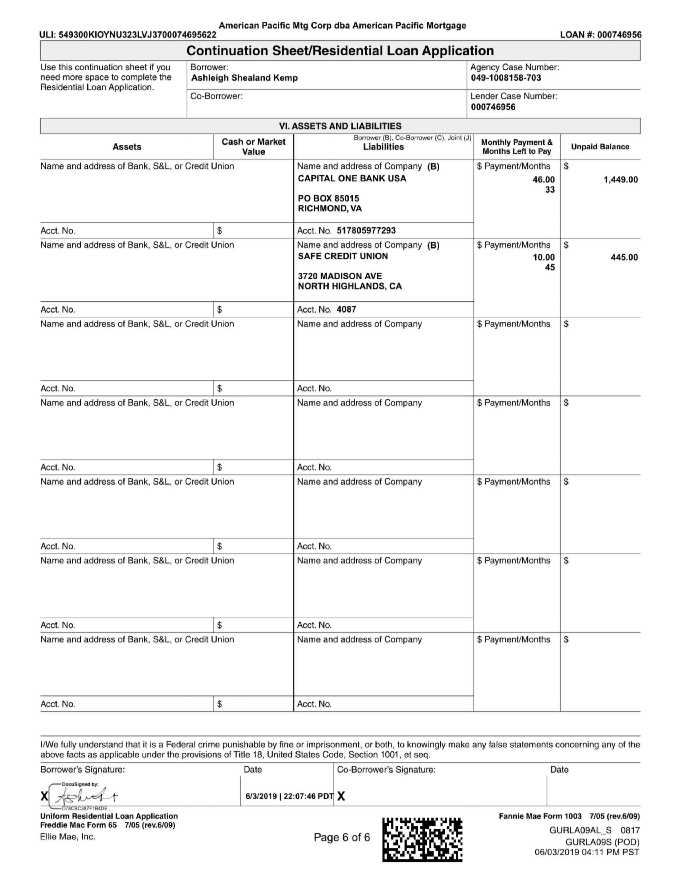 American Pacific Mtg Corp dba American Pacific Mortgage
ULI: 549300KIOYNU323LVJ3700074695622 LOAN #: 000746956
Continuation Sheet/Residential Loan Application
Use this continuation sheet if you
need more space to complete the
Residential Loan Application.
Borrower:
Ashleigh Shealand Kemp
Agency Case Number:
049-1008158-703
Co-Borrower:
Lender Case Number:
000746956
VI. ASSETS AND LIABILITIES
Assets
Cash or Market
Value
Borrower (B), Co-Borrower (C), Joint (J)
Liabilities
Monthly Payment &
Months Left to Pay
Unpaid Balance
Name and address of Bank, S&L, or Credit Union
Name and address of Company (B)
$ Payment/Months $
CAPITAL ONE BANK USA 46.00 1,449.00
33
PO BOX 85015
RICHMOND, VA
Acct. No. $ Acct. No. 517805977293
Name and address of Bank, S&L, or Credit Union
Name and address of Company (B)
$ Payment/Months $
SAFE CREDIT UNION 10.00 445.00
45
3720 MADISON AVE
NORTH HIGHLANDS, CA
Acct. No. $ Acct. No. 4087
Name and address of Bank, S&L, or Credit Union Name and address of Company $ Payment/Months $
Acct. No. $ Acct. No.
Name and address of Bank, S&L, or Credit Union Name and address of Company $ Payment/Months $
Acct. No. $ Acct. No.
Name and address of Bank, S&L, or Credit Union Name and address of Company $ Payment/Months $
Acct. No. $ Acct. No.
Name and address of Bank, S&L, or Credit Union Name and address of Company $ Payment/Months $
Acct. No. $ Acct. No.
Name and address of Bank, S&L, or Credit Union Name and address of Company $ Payment/Months $
Acct. No. $ Acct. No.
I/We fully understand that it is a Federal crime punishable by fine or imprisonment, or both, to knowingly make any false statements concerning any of the
above facts as applicable under the provisions of Title 18, United States Code, Section 1001, et seq.
Borrower's Signature: Date Co-Borrower's Signature: Date
DocuSigned by:
X 6/3/2019 | 22:07:46 PDT X
Uniform Residential Loan Application
Freddie Mac Form 65 7/05 (rev.6/09)
Ellie Mae, Inc.
Page 6 of 6
Fannie Mae Form 1003 7/05 (rev.6/09)
GURLA09AL_S 0817
GURLA09S (POD)
06/03/2019 04:11 PM PST